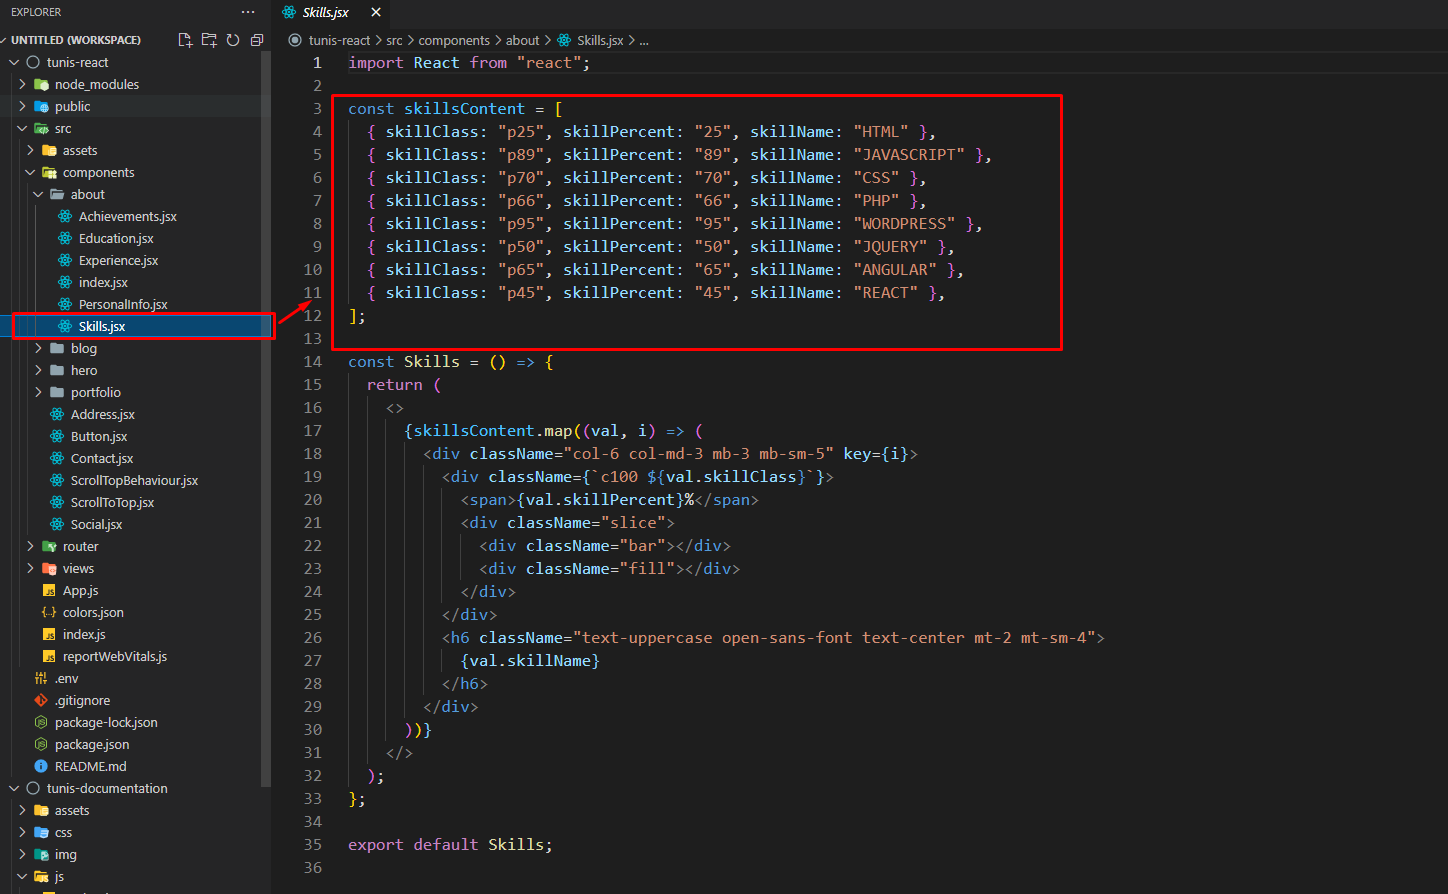 EXPLORER
UNTITLED (WORKSPACE)
tunis-react
node_modules
public
src
assets
components
about
Achievements.jsx
Education.jsx
Experience.jsx
index.jsx
PersonalInfo.jsx
Skills.jsx
blog
hero
portfolio
Address.jsx
Button.jsx
Contact.jsx
ScrollTopBehaviour.jsx
ScrollToTop.jsx
Social.jsx
router
views
App.js
colors.json
index.js
reportWebVitals.js
.env
.gitignore
package-lock.json
package.json
README.md
tunis-documentation
assets
css
img
js
Skills.jsx
tunis-react > src > components > about > Skills.jsx > ...
1 import React from "react";
2
3 const skillsContent = [
4 { skillClass: "p25", skillPercent: "25", skillName: "HTML" },
5 { skillClass: "p89", skillPercent: "89", skillName: "JAVASCRIPT" },
6 { skillClass: "p70", skillPercent: "70", skillName: "CSS" },
7 { skillClass: "p66", skillPercent: "66", skillName: "PHP" },
8 { skillClass: "p95", skillPercent: "95", skillName: "WORDPRESS" },
9 { skillClass: "p50", skillPercent: "50", skillName: "JQUERY" },
10 { skillClass: "p65", skillPercent: "65", skillName: "ANGULAR" },
11 { skillClass: "p45", skillPercent: "45", skillName: "REACT" },
12 ];
13
14 const Skills = () => {
15 return (
16 <>
17 {skillsContent.map((val, i) => (
18 <div className="col-6 col-md-3 mb-3 mb-sm-5" key={i}>
19 <div className={`c100 ${val.skillClass}`}>
20 <span>{val.skillPercent}%</span>
21 <div className="slice">
22 <div className="bar"></div>
23 <div className="fill"></div>
24 </div>
25 </div>
26 <h6 className="text-uppercase open-sans-font text-center mt-2 mt-sm-4">
27 {val.skillName}
28 </h6>
29 </div>
30 ))}
31 </>
32 );
33 };
34
35 export default Skills;
36